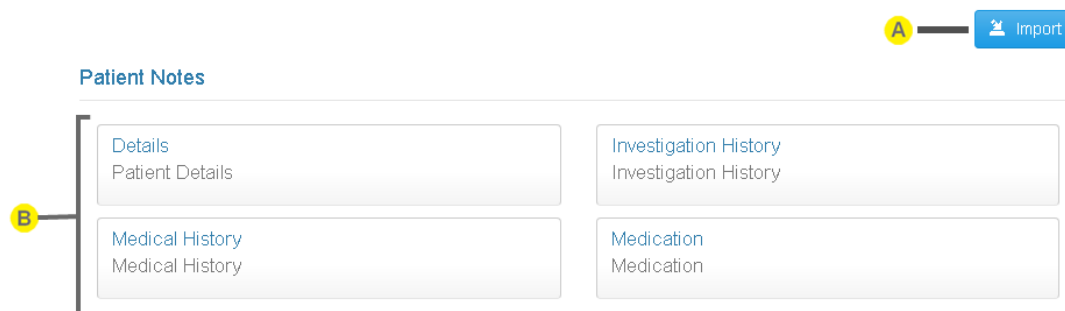 A
Import
Patient Notes
Details
Patient Details
Investigation History
Investigation History
B
Medical History
Medical History
Medication
Medication